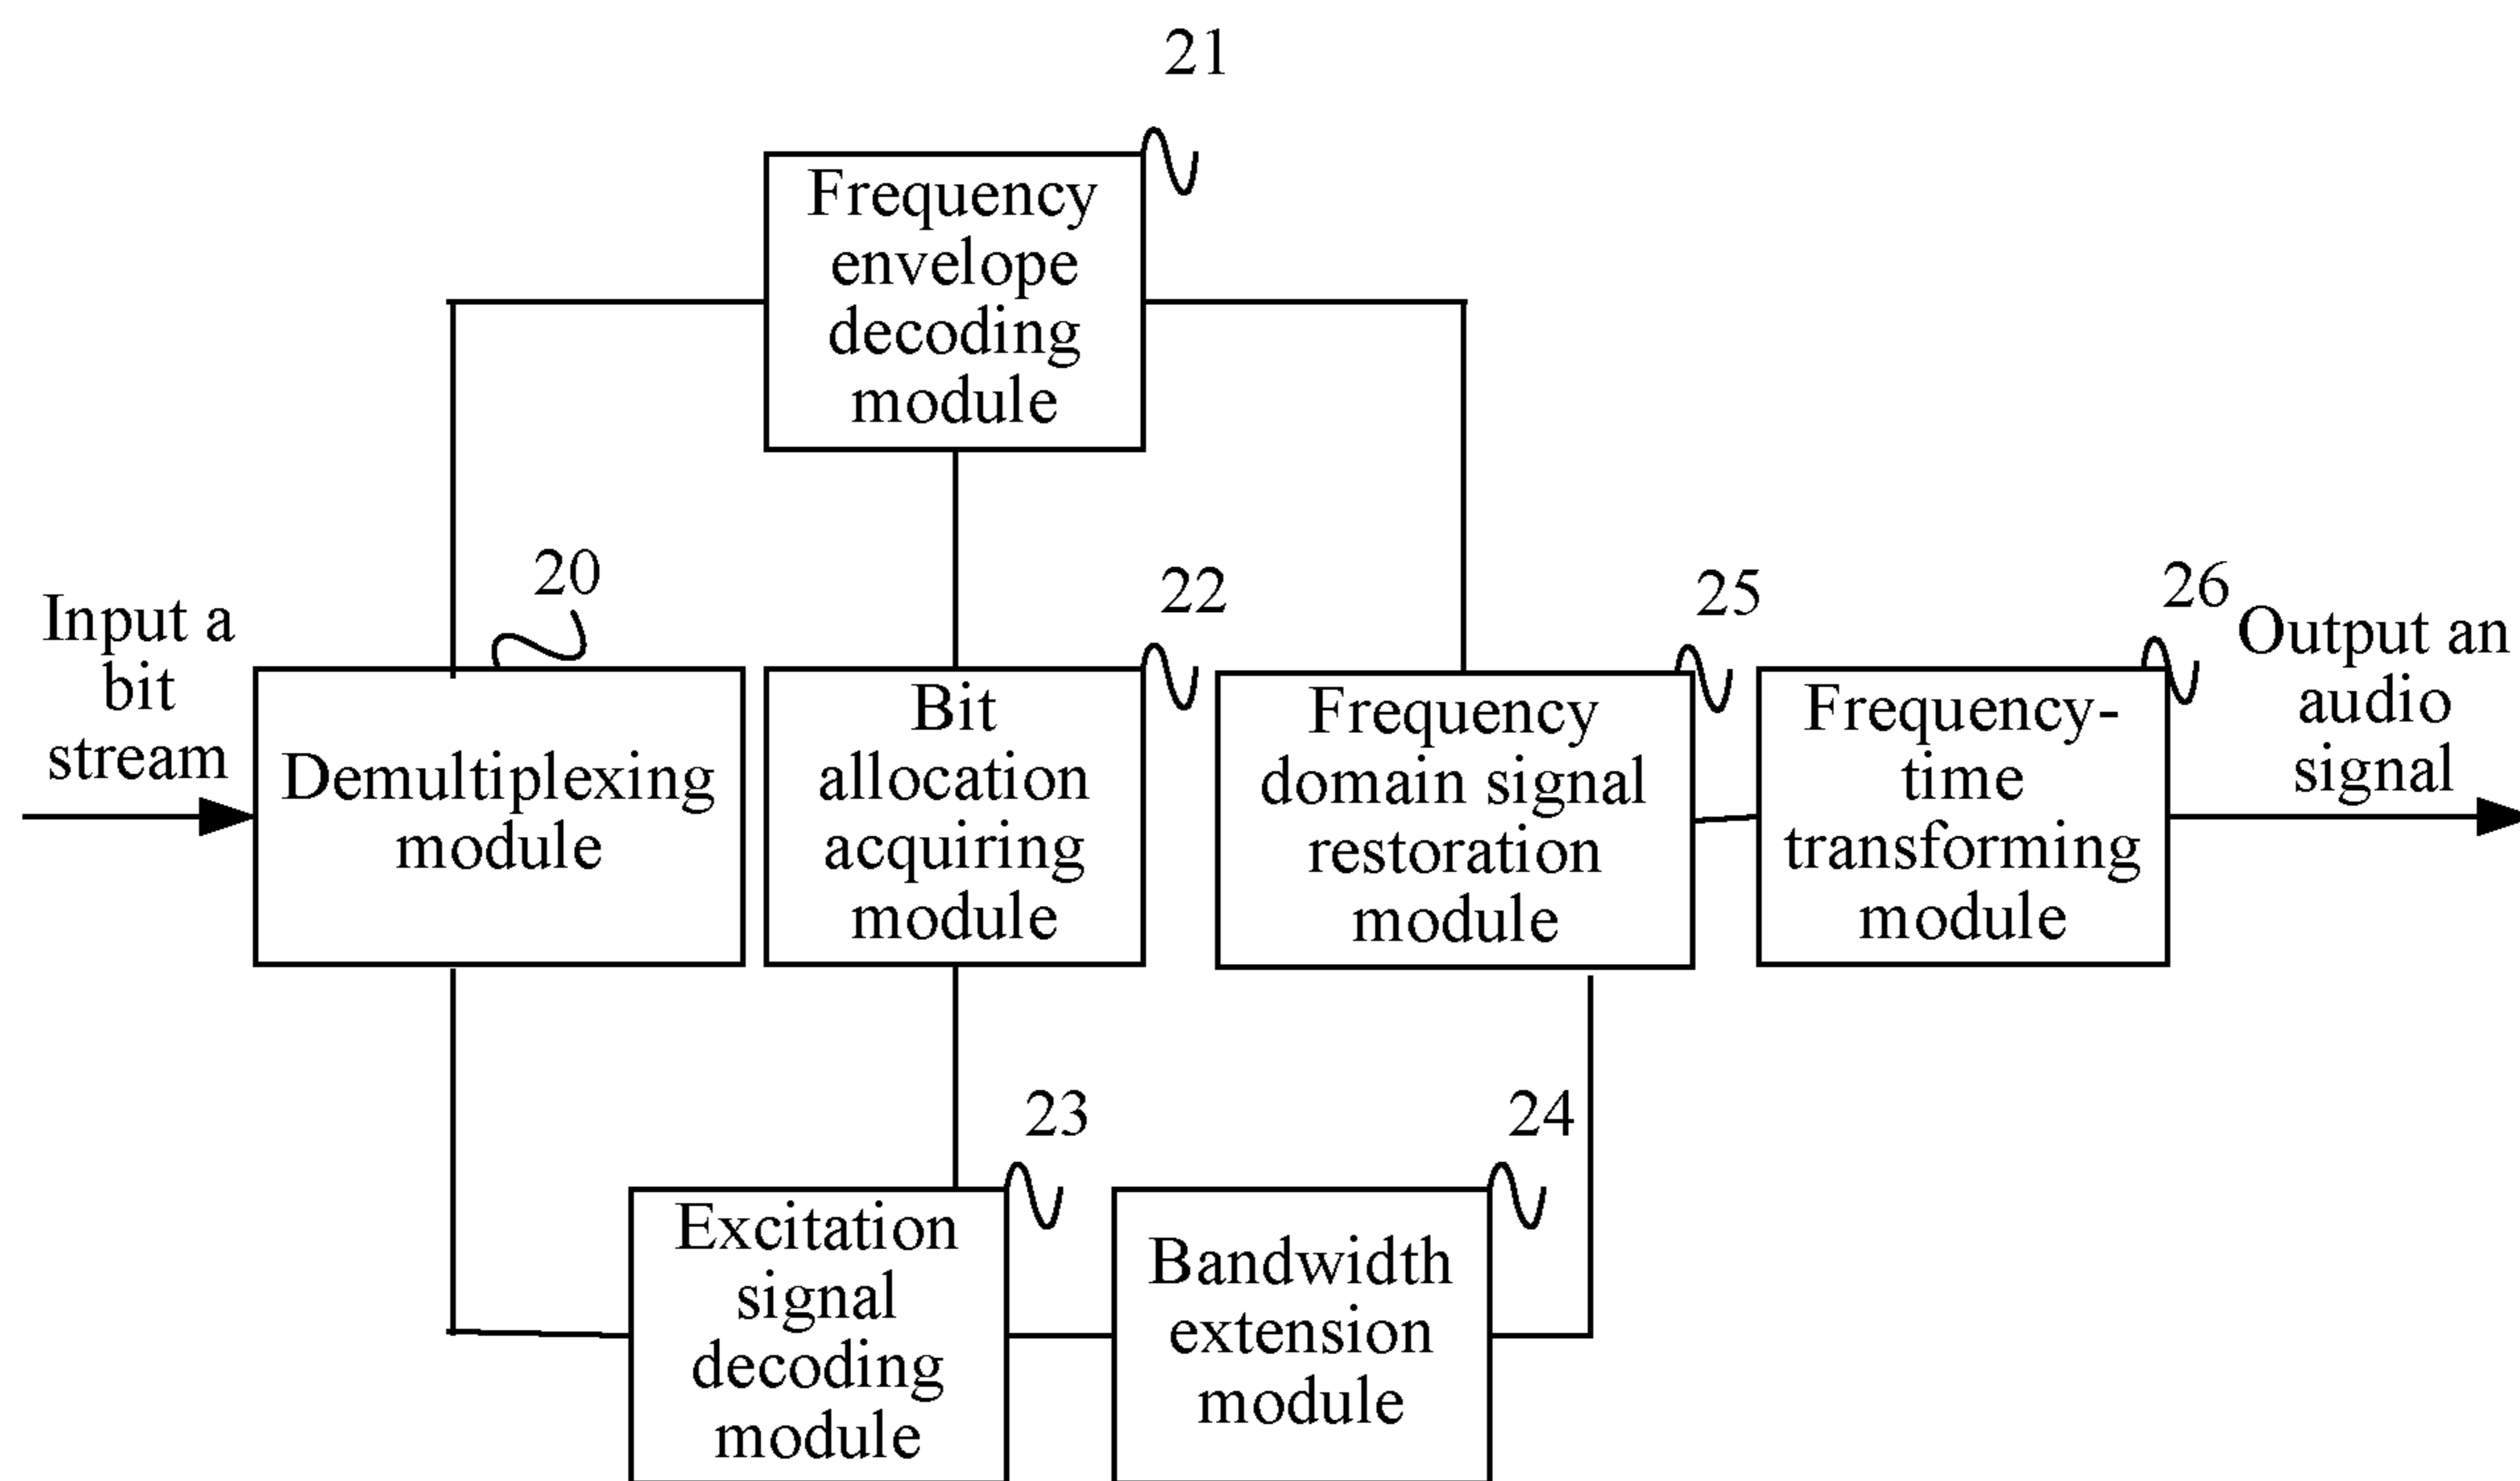 21
Frequency
envelope
decoding
module
20
22
25
26
Input a
bit
stream
Demultiplexing
module
Bit
allocation
acquiring
module
Frequency
domain signal
restoration
module
Frequency-
time
transforming
module
Output an
audio
signal
23
24
Excitation
signal
decoding
module
Bandwidth
extension
module